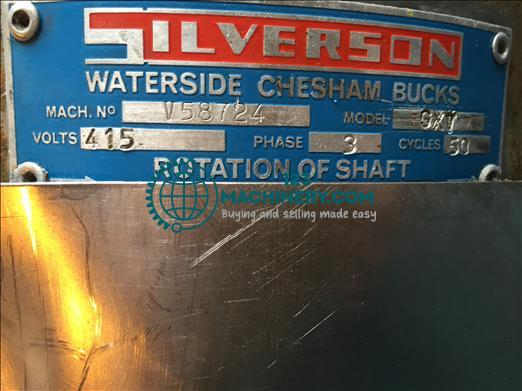 SILVERSON
WATERSIDE CHESHAM BUCKS
MACH. No V58724 MODEL GXY
VOLTS 415 PHASE 3 CYCLES 50
ROTATION OF SHAFT
MACHINERY.COM
Buying and selling made easy